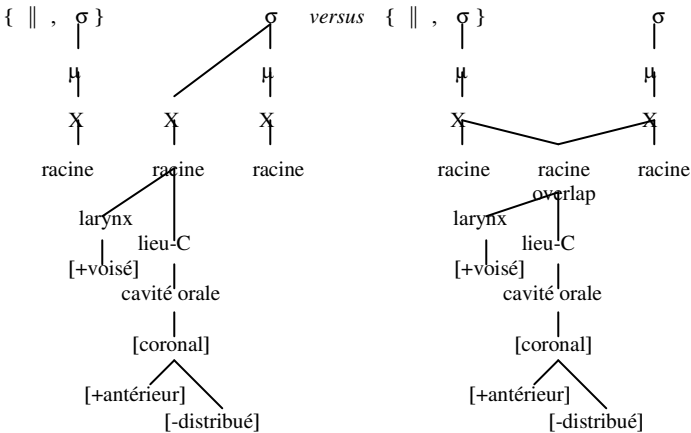 { ‖ , σ } σ versus { ‖ , σ } σ
μ μ μ μ
X X X X X
racine racine racine racine racine racine
overlap
larynx larynx
lieu-C lieu-C
[+voisé] [+voisé]
cavité orale cavité orale
[coronal] [coronal]
[+antérieur] [+antérieur]
[-distribué] [-distribué]